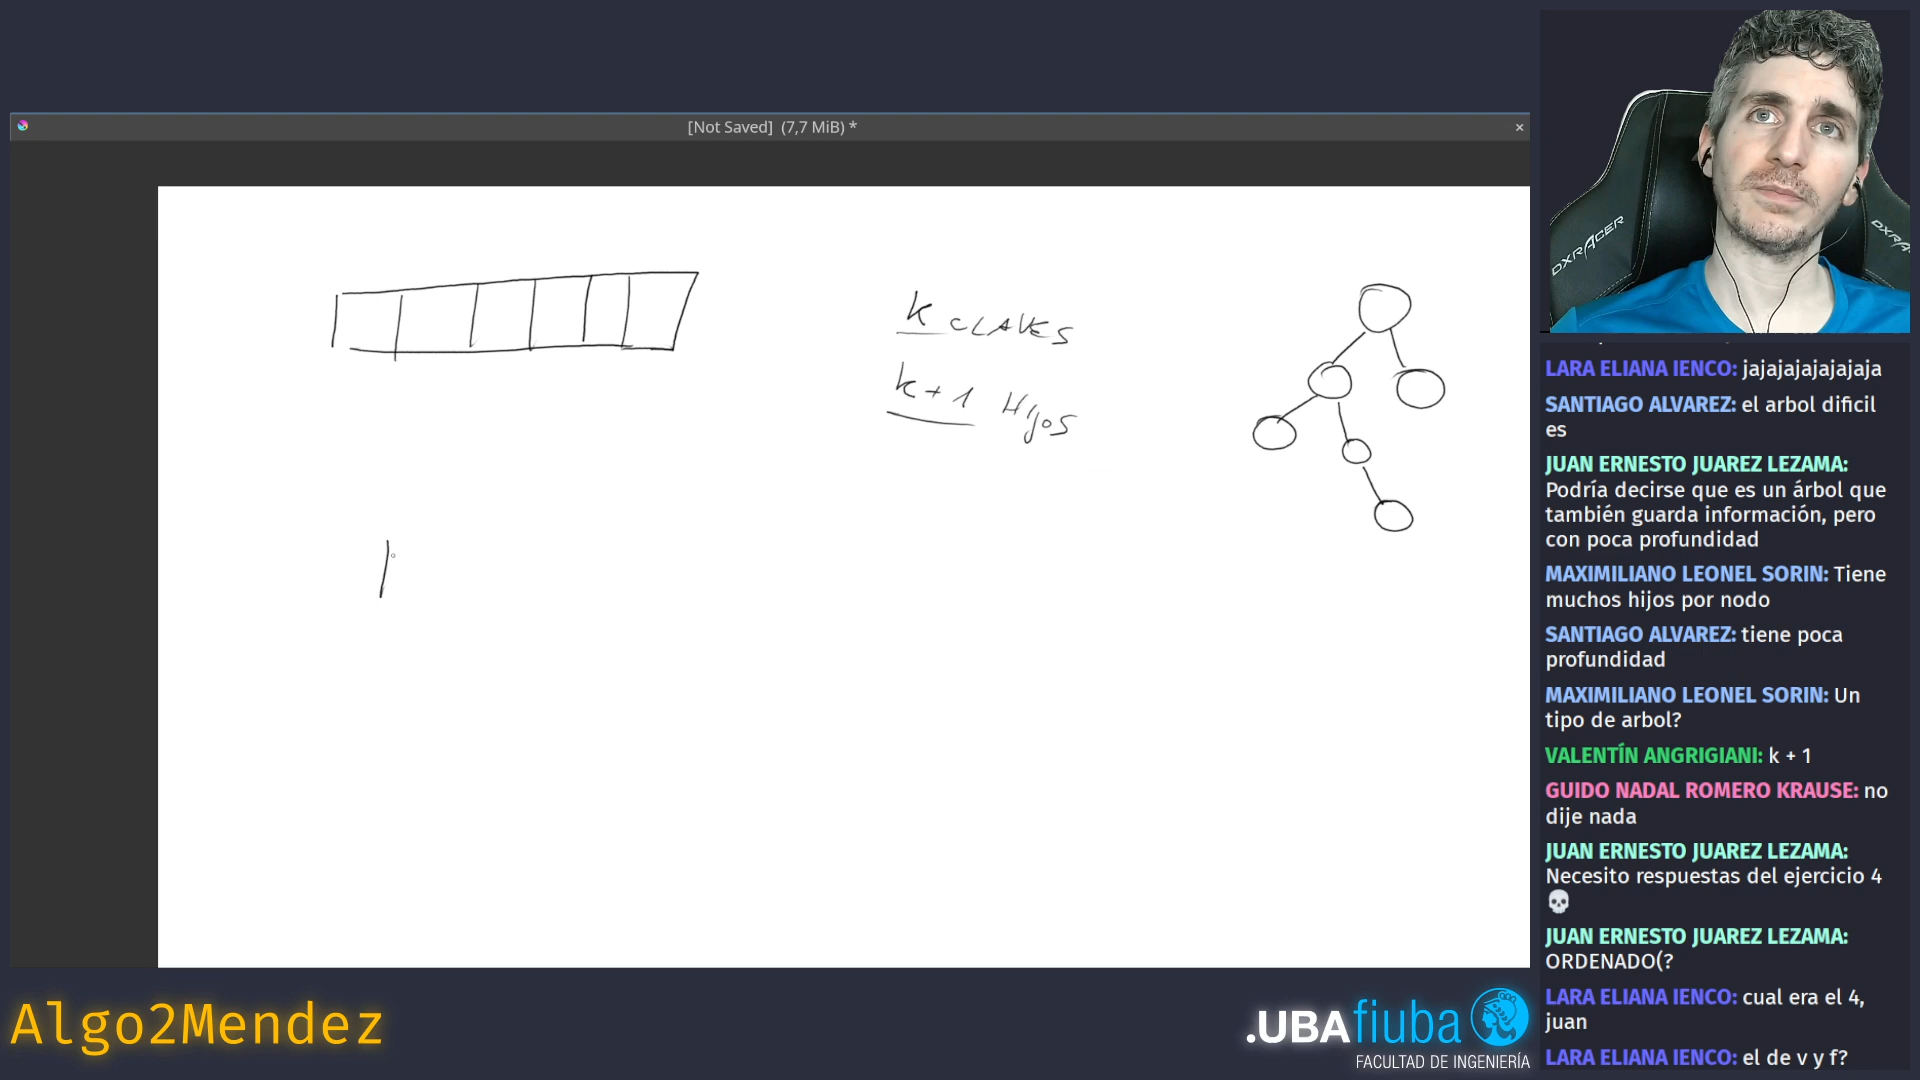 [Not Saved] (7,7 MiB) *
×
k CLAVES
k + 1 HIJOS
DXRACER
DXRA
LARA ELIANA IENCO: jajajajajajajaja
SANTIAGO ALVAREZ: el arbol dificil
es
JUAN ERNESTO JUAREZ LEZAMA:
Podría decirse que es un árbol que
también guarda información, pero
con poca profundidad
MAXIMILIANO LEONEL SORIN: Tiene
muchos hijos por nodo
SANTIAGO ALVAREZ: tiene poca
profundidad
MAXIMILIANO LEONEL SORIN: Un
tipo de arbol?
VALENTÍN ANGRIGIANI: k + 1
GUIDO NADAL ROMERO KRAUSE: no
dije nada
JUAN ERNESTO JUAREZ LEZAMA:
Necesito respuestas del ejercicio 4
💀
JUAN ERNESTO JUAREZ LEZAMA:
ORDENADO(?
LARA ELIANA IENCO: cual era el 4,
juan
LARA ELIANA IENCO: el de v y f?
Algo2Mendez
.UBAfiuba
FACULTAD DE INGENIERÍA